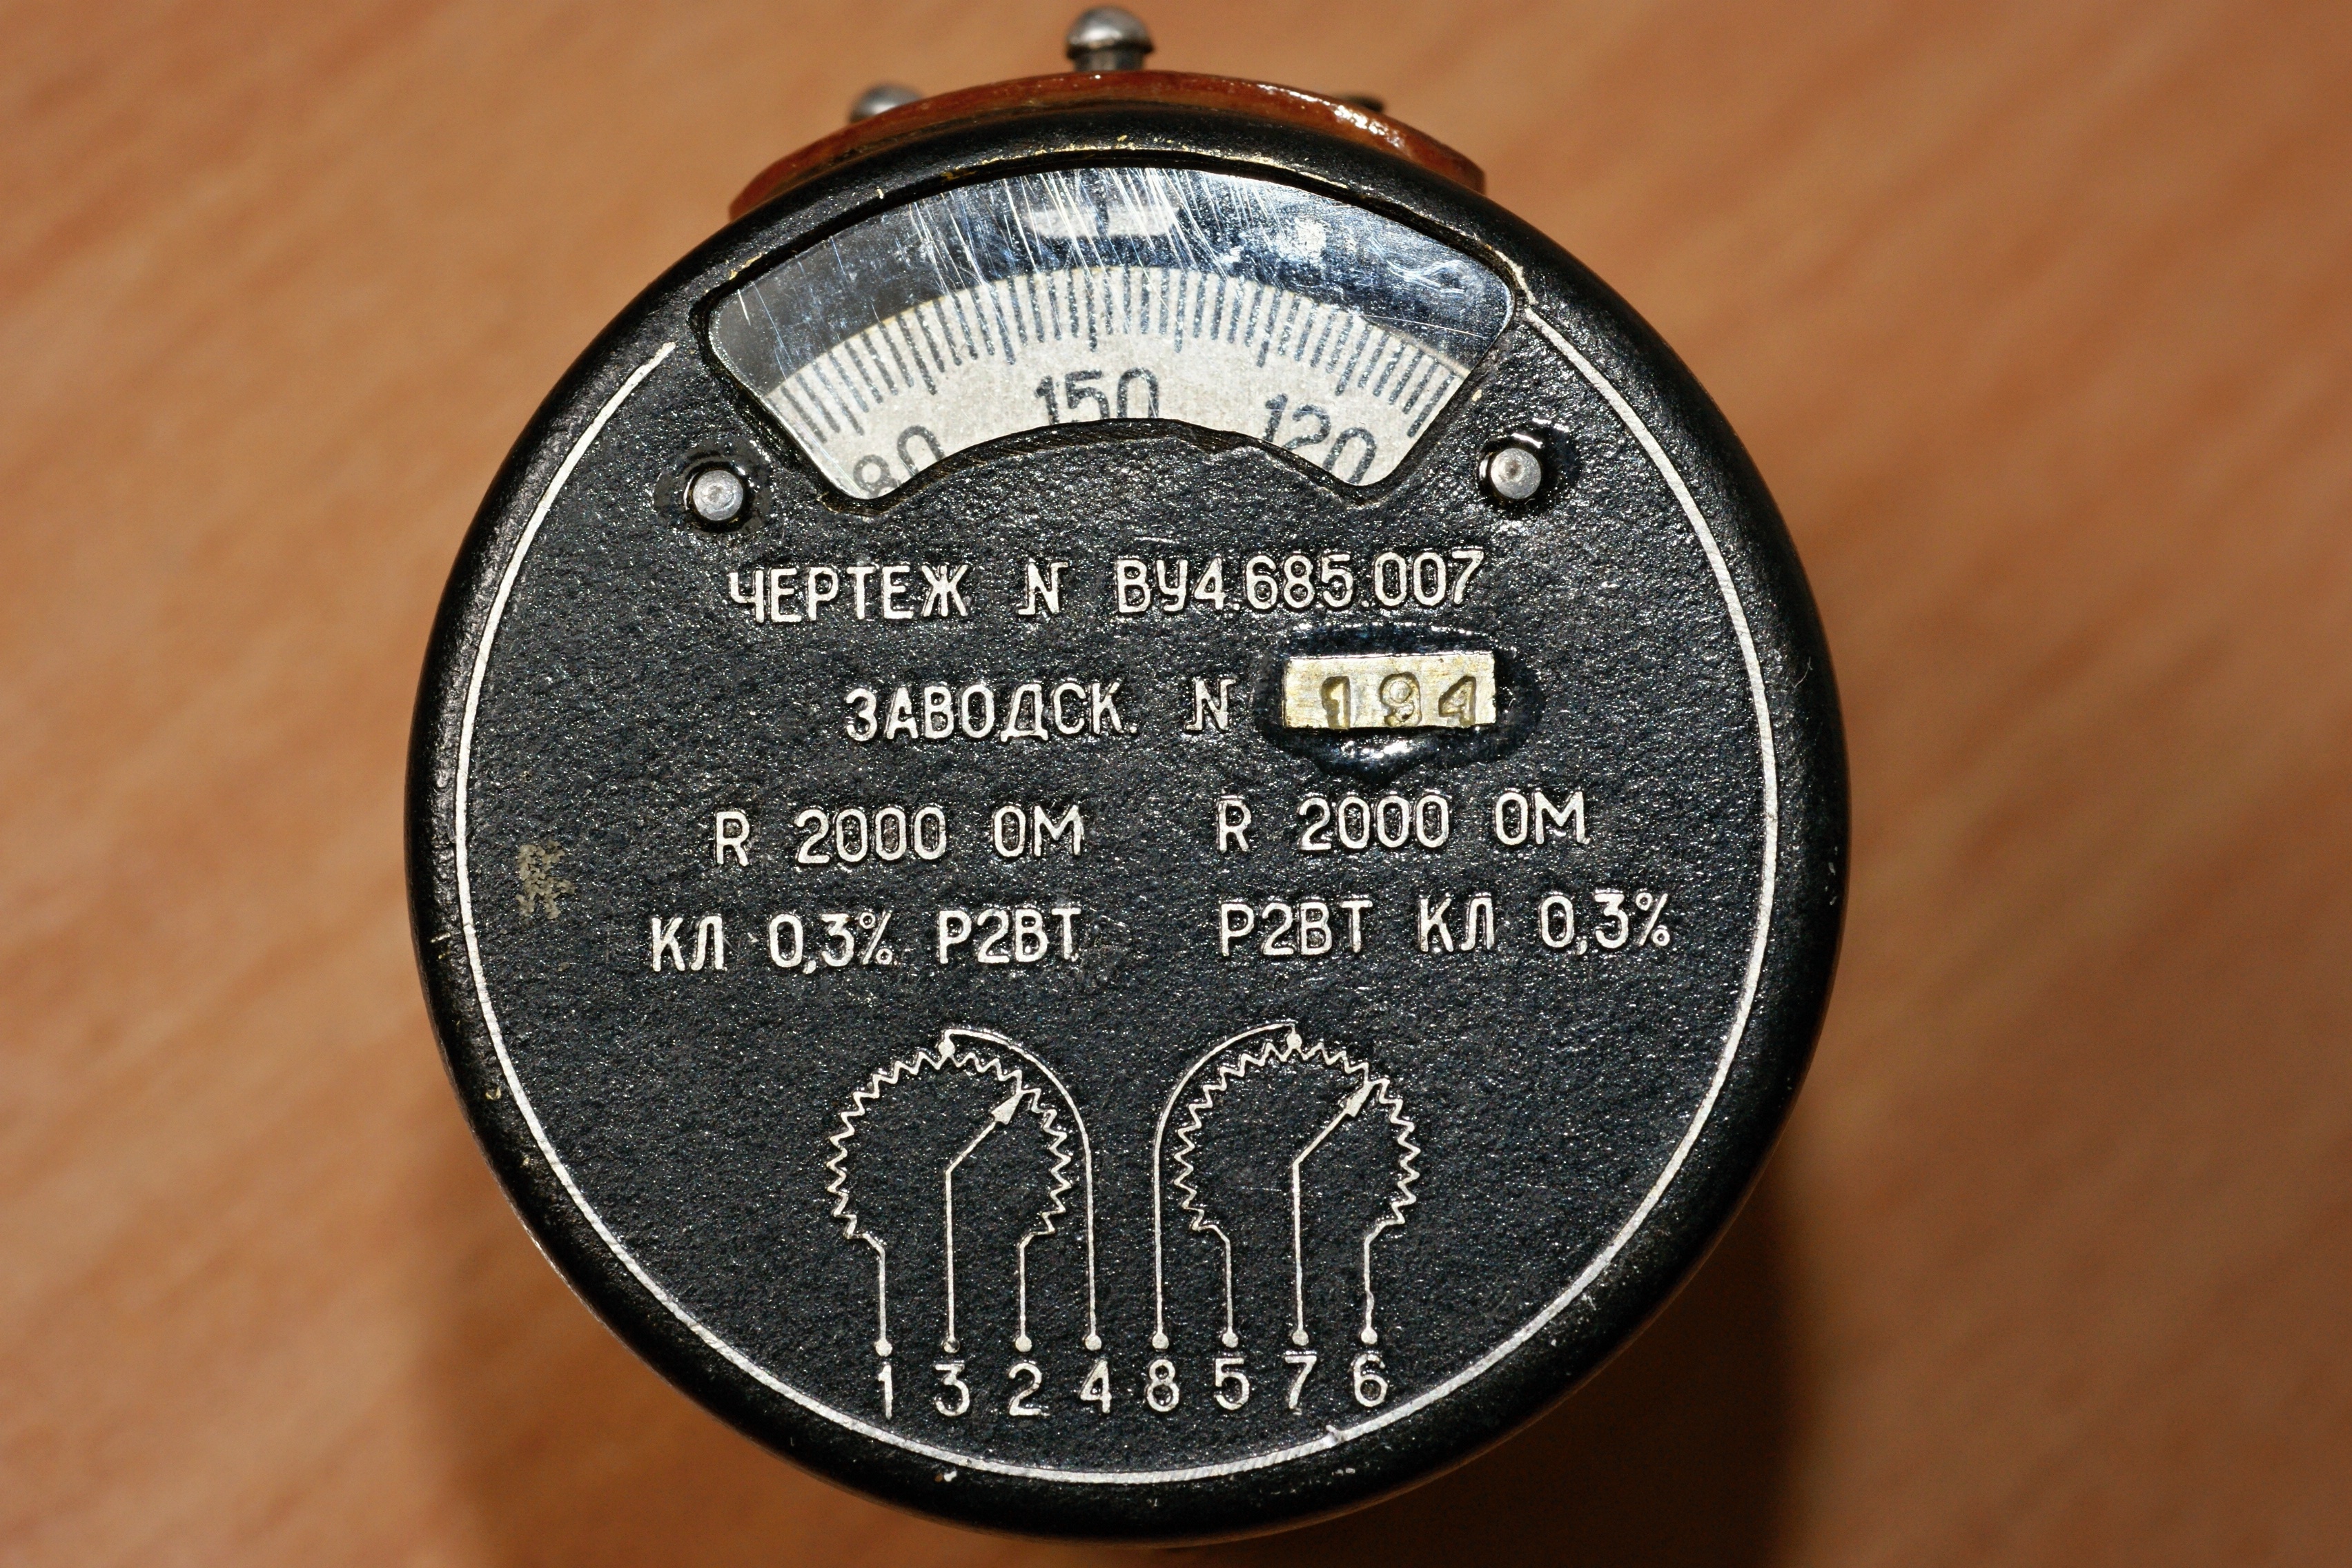 80 150 120
ЧЕРТЕЖ N ВУ4.685.007
ЗАВОДСК. N 194
R 2000 ОМ R 2000 ОМ
КЛ 0,3% Р2ВТ Р2ВТ КЛ 0,3%
1 3 2 4 8 5 7 6